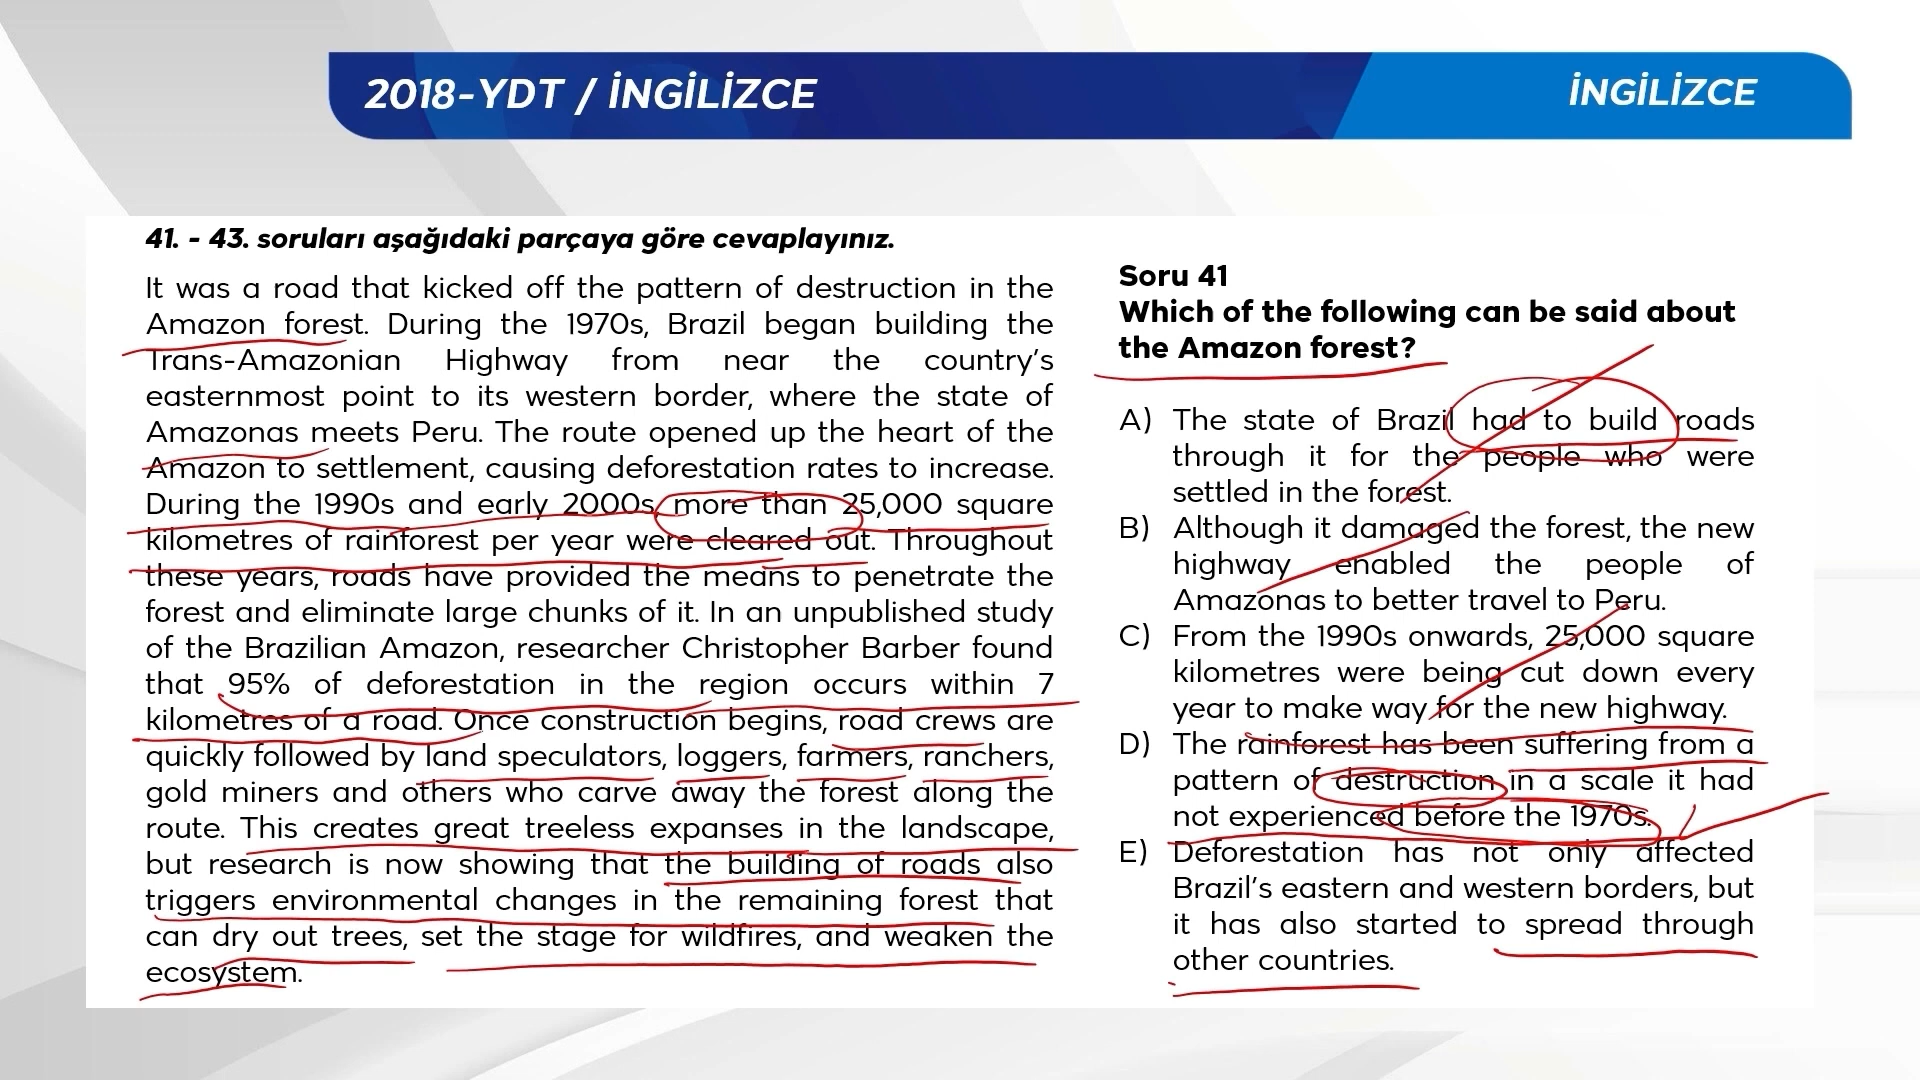 2018-YDT / İNGİLİZCE
İNGİLİZCE
41. - 43. soruları aşağıdaki parçaya göre cevaplayınız.
It was a road that kicked off the pattern of destruction in the
Amazon forest. During the 1970s, Brazil began building the
Trans-Amazonian Highway from near the country's
easternmost point to its western border, where the state of
Amazonas meets Peru. The route opened up the heart of the
Amazon to settlement, causing deforestation rates to increase.
During the 1990s and early 2000s, more than 25,000 square
kilometres of rainforest per year were cleared out. Throughout
these years, roads have provided the means to penetrate the
forest and eliminate large chunks of it. In an unpublished study
of the Brazilian Amazon, researcher Christopher Barber found
that 95% of deforestation in the region occurs within 7
kilometres of a road. Once construction begins, road crews are
quickly followed by land speculators, loggers, farmers, ranchers,
gold miners and others who carve away the forest along the
route. This creates great treeless expanses in the landscape,
but research is now showing that the building of roads also
triggers environmental changes in the remaining forest that
can dry out trees, set the stage for wildfires, and weaken the
ecosystem.
Soru 41
Which of the following can be said about
the Amazon forest?
A) The state of Brazil had to build roads
through it for the people who were
settled in the forest.
B) Although it damaged the forest, the new
highway enabled the people of
Amazonas to better travel to Peru.
C) From the 1990s onwards, 25,000 square
kilometres were being cut down every
year to make way for the new highway.
D) The rainforest has been suffering from a
pattern of destruction in a scale it had
not experienced before the 1970s.
E) Deforestation has not only affected
Brazil's eastern and western borders, but
it has also started to spread through
other countries.